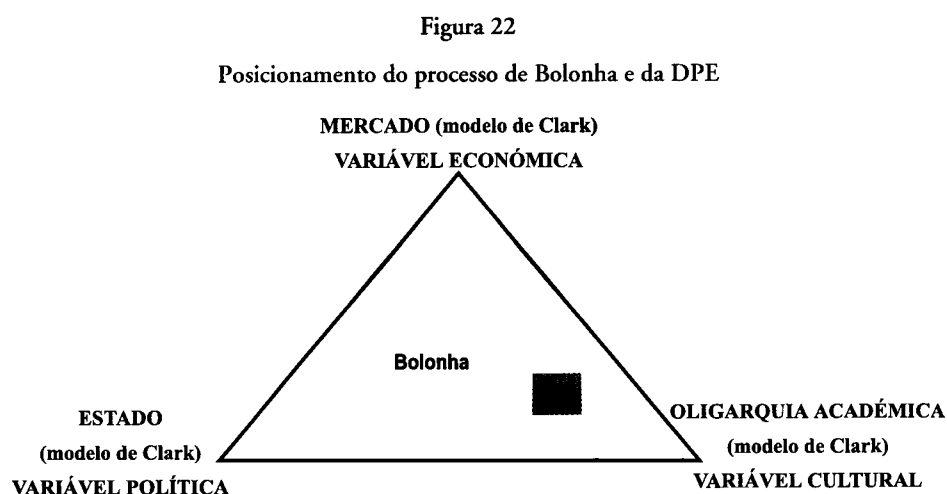 Figura 22
Posicionamento do processo de Bolonha e da DPE
MERCADO (modelo de Clark)
VARIÁVEL ECONÓMICA
Bolonha
ESTADO
(modelo de Clark)
VARIÁVEL POLÍTICA
OLIGARQUIA ACADÉMICA
(modelo de Clark)
VARIÁVEL CULTURAL